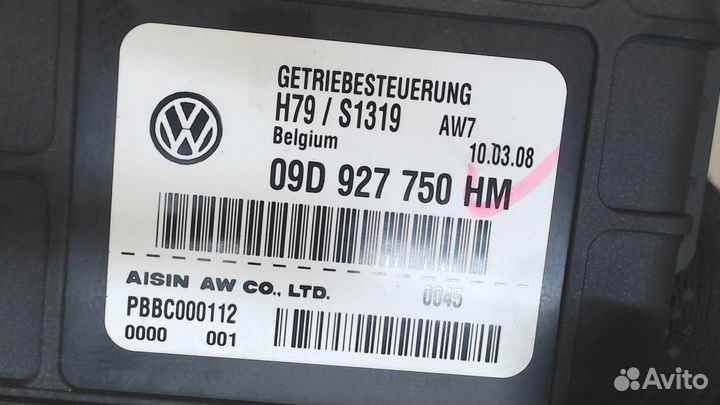 GETRIEBESTEUERUNG
H79 / S1319 AW7
Belgium 10.03.08
09D 927 750 HM
AISIN AW CO., LTD. 0045
PBBC000112
0000 001
Avito